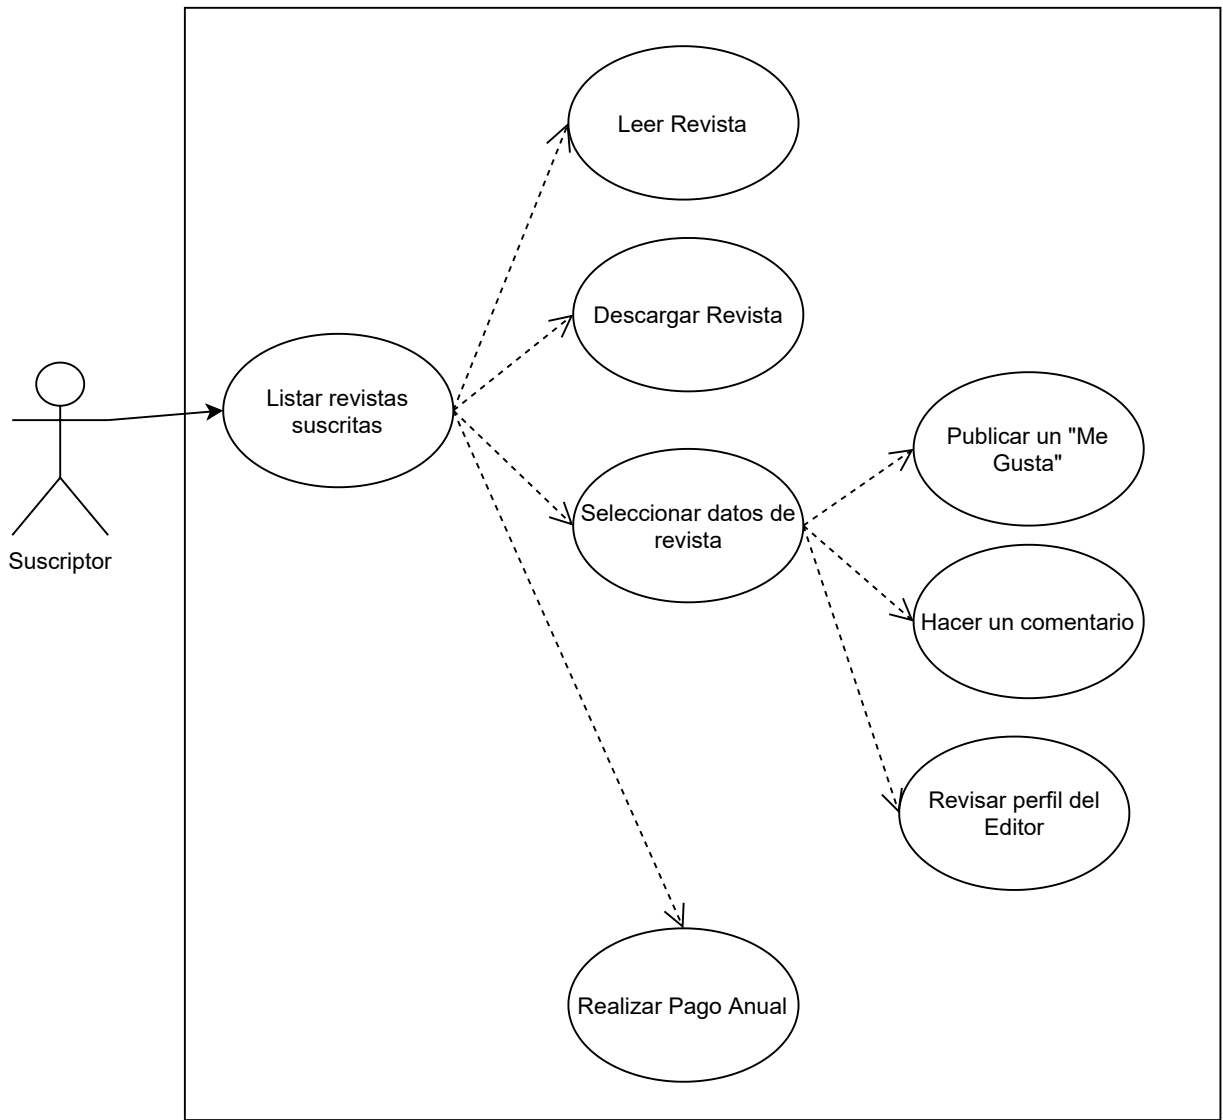 Leer Revista
Descargar Revista
Listar revistas
suscritas
Publicar un "Me
Gusta"
Seleccionar datos de
revista
Suscriptor
Hacer un comentario
Revisar perfil del
Editor
Realizar Pago Anual